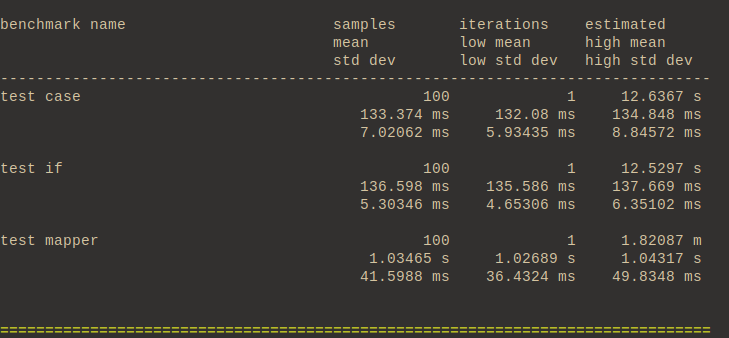 benchmark name                       samples       iterations    estimated
                                     mean          low mean      high mean
                                     std dev       low std dev   high std dev
-------------------------------------------------------------------------------
test case                                      100             1     12.6367 s
                                        133.374 ms     132.08 ms    134.848 ms
                                        7.02062 ms    5.93435 ms    8.84572 ms

test if                                        100             1     12.5297 s
                                        136.598 ms    135.586 ms    137.669 ms
                                        5.30346 ms    4.65306 ms    6.35102 ms

test mapper                                    100             1     1.82087 m
                                         1.03465 s     1.02689 s     1.04317 s
                                        41.5988 ms    36.4324 ms    49.8348 ms


===============================================================================